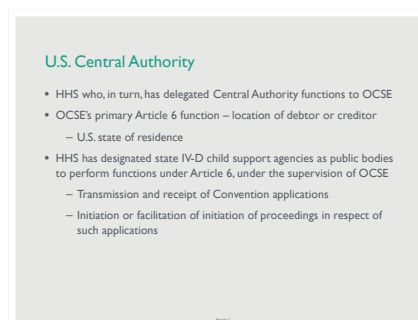 U.S. Central Authority
• HHS who, in turn, has delegated Central Authority functions to OCSE
• OCSE's primary Article 6 function – location of debtor or creditor
– U.S. state of residence
• HHS has designated state IV-D child support agencies as public bodies
to perform functions under Article 6, under the supervision of OCSE
– Transmission and receipt of Convention applications
– Initiation or facilitation of initiation of proceedings in respect of
such applications